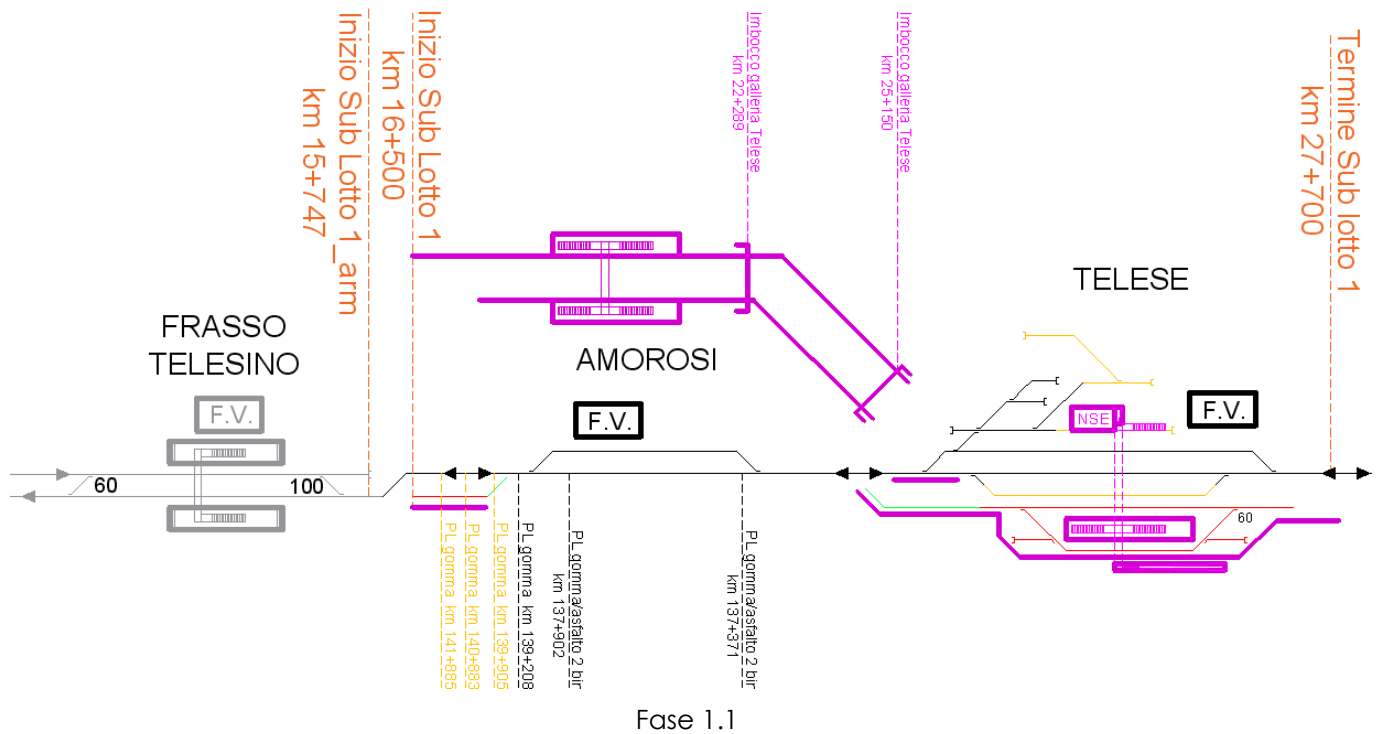 Inizio Sub Lotto 1_arm
km 15+747
Inizio Sub Lotto 1
km 16+500
Imbocco galleria Telese
km 22+289
Imbocco galleria Telese
km 25+150
Termine Sub lotto 1
km 27+700
FRASSO
TELESINO
AMOROSI
TELESE
F.V.
F.V.
NSE
F.V.
60
100
60
PL gomma km 141+885
PL gomma km 140+883
PL gomma km 139+905
PL gomma km 139+208
PL gomma/asfalto 2 bir
km 137+902
PL gomma/asfalto 2 bir
km 137+371
Fase 1.1